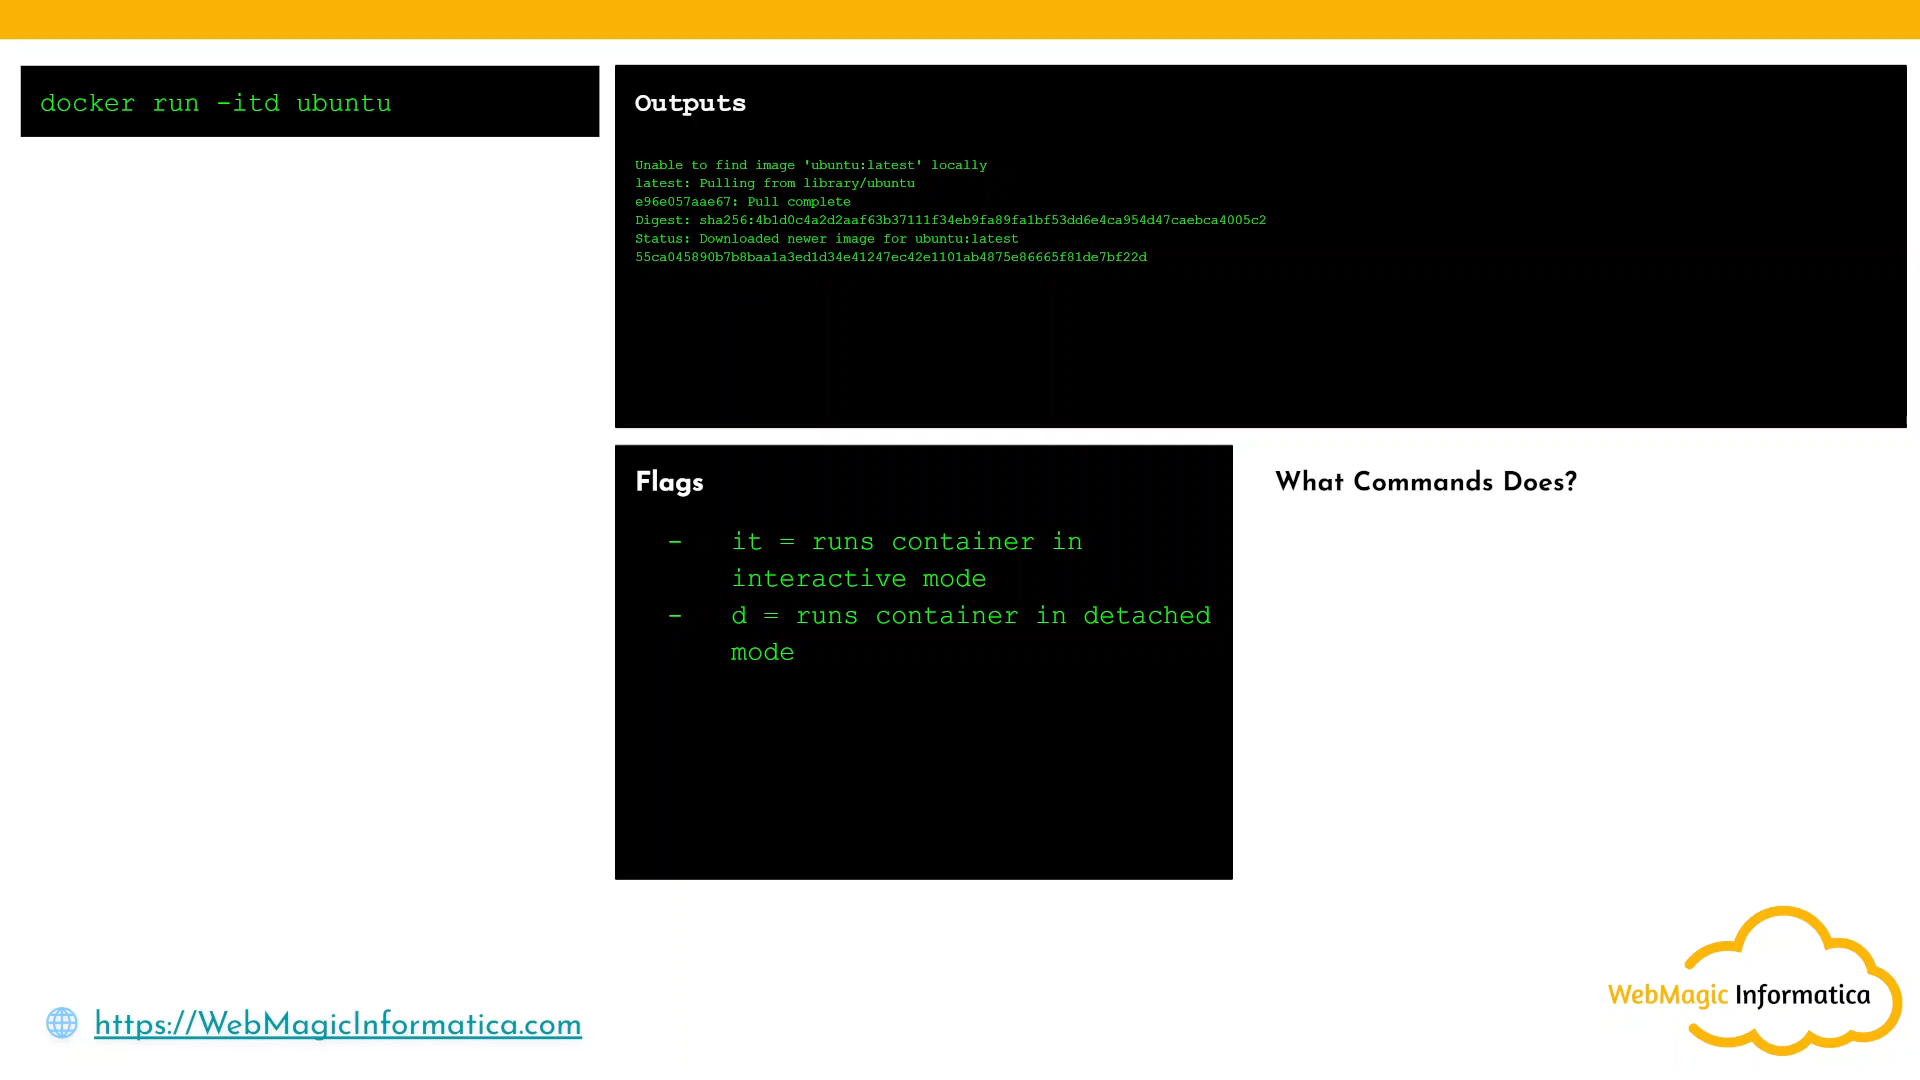 docker run -itd ubuntu
Outputs
Unable to find image 'ubuntu:latest' locally
latest: Pulling from library/ubuntu
e96e057aae67: Pull complete
Digest: sha256:4b1d0c4a2d2aaf63b37111f34eb9fa89fa1bf53dd6e4ca954d47caebca4005c2
Status: Downloaded newer image for ubuntu:latest
55ca045890b7b8baa1a3ed1d34e41247ec42e1101ab4875e86665f81de7bf22d
Flags
- it = runs container in
interactive mode
- d = runs container in detached
mode
What Commands Does?
https://WebMagicInformatica.com
WebMagic Informatica